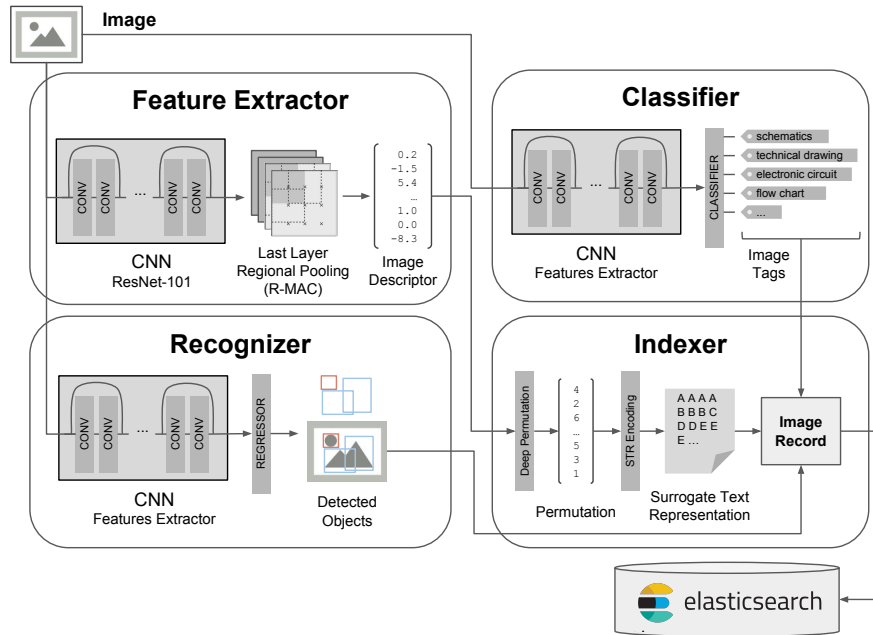 Image
Feature Extractor
CONV
CONV
...
CONV
CONV
CNN
ResNet-101
Last Layer
Regional Pooling
(R-MAC)
0.2
-1.5
5.4
...
1.0
0.0
-8.3
Image
Descriptor
Classifier
CONV
CONV
...
CONV
CONV
CNN
Features Extractor
CLASSIFIER
schematics
technical drawing
electronic circuit
flow chart
...
Image
Tags
Recognizer
CONV
CONV
...
CONV
CONV
CNN
Features Extractor
REGRESSOR
Detected
Objects
Indexer
Deep Permutation
4
2
6
...
5
3
1
Permutation
STR Encoding
A A A A
B B B C
D D E E
E ...
Surrogate Text
Representation
Image
Record
elasticsearch